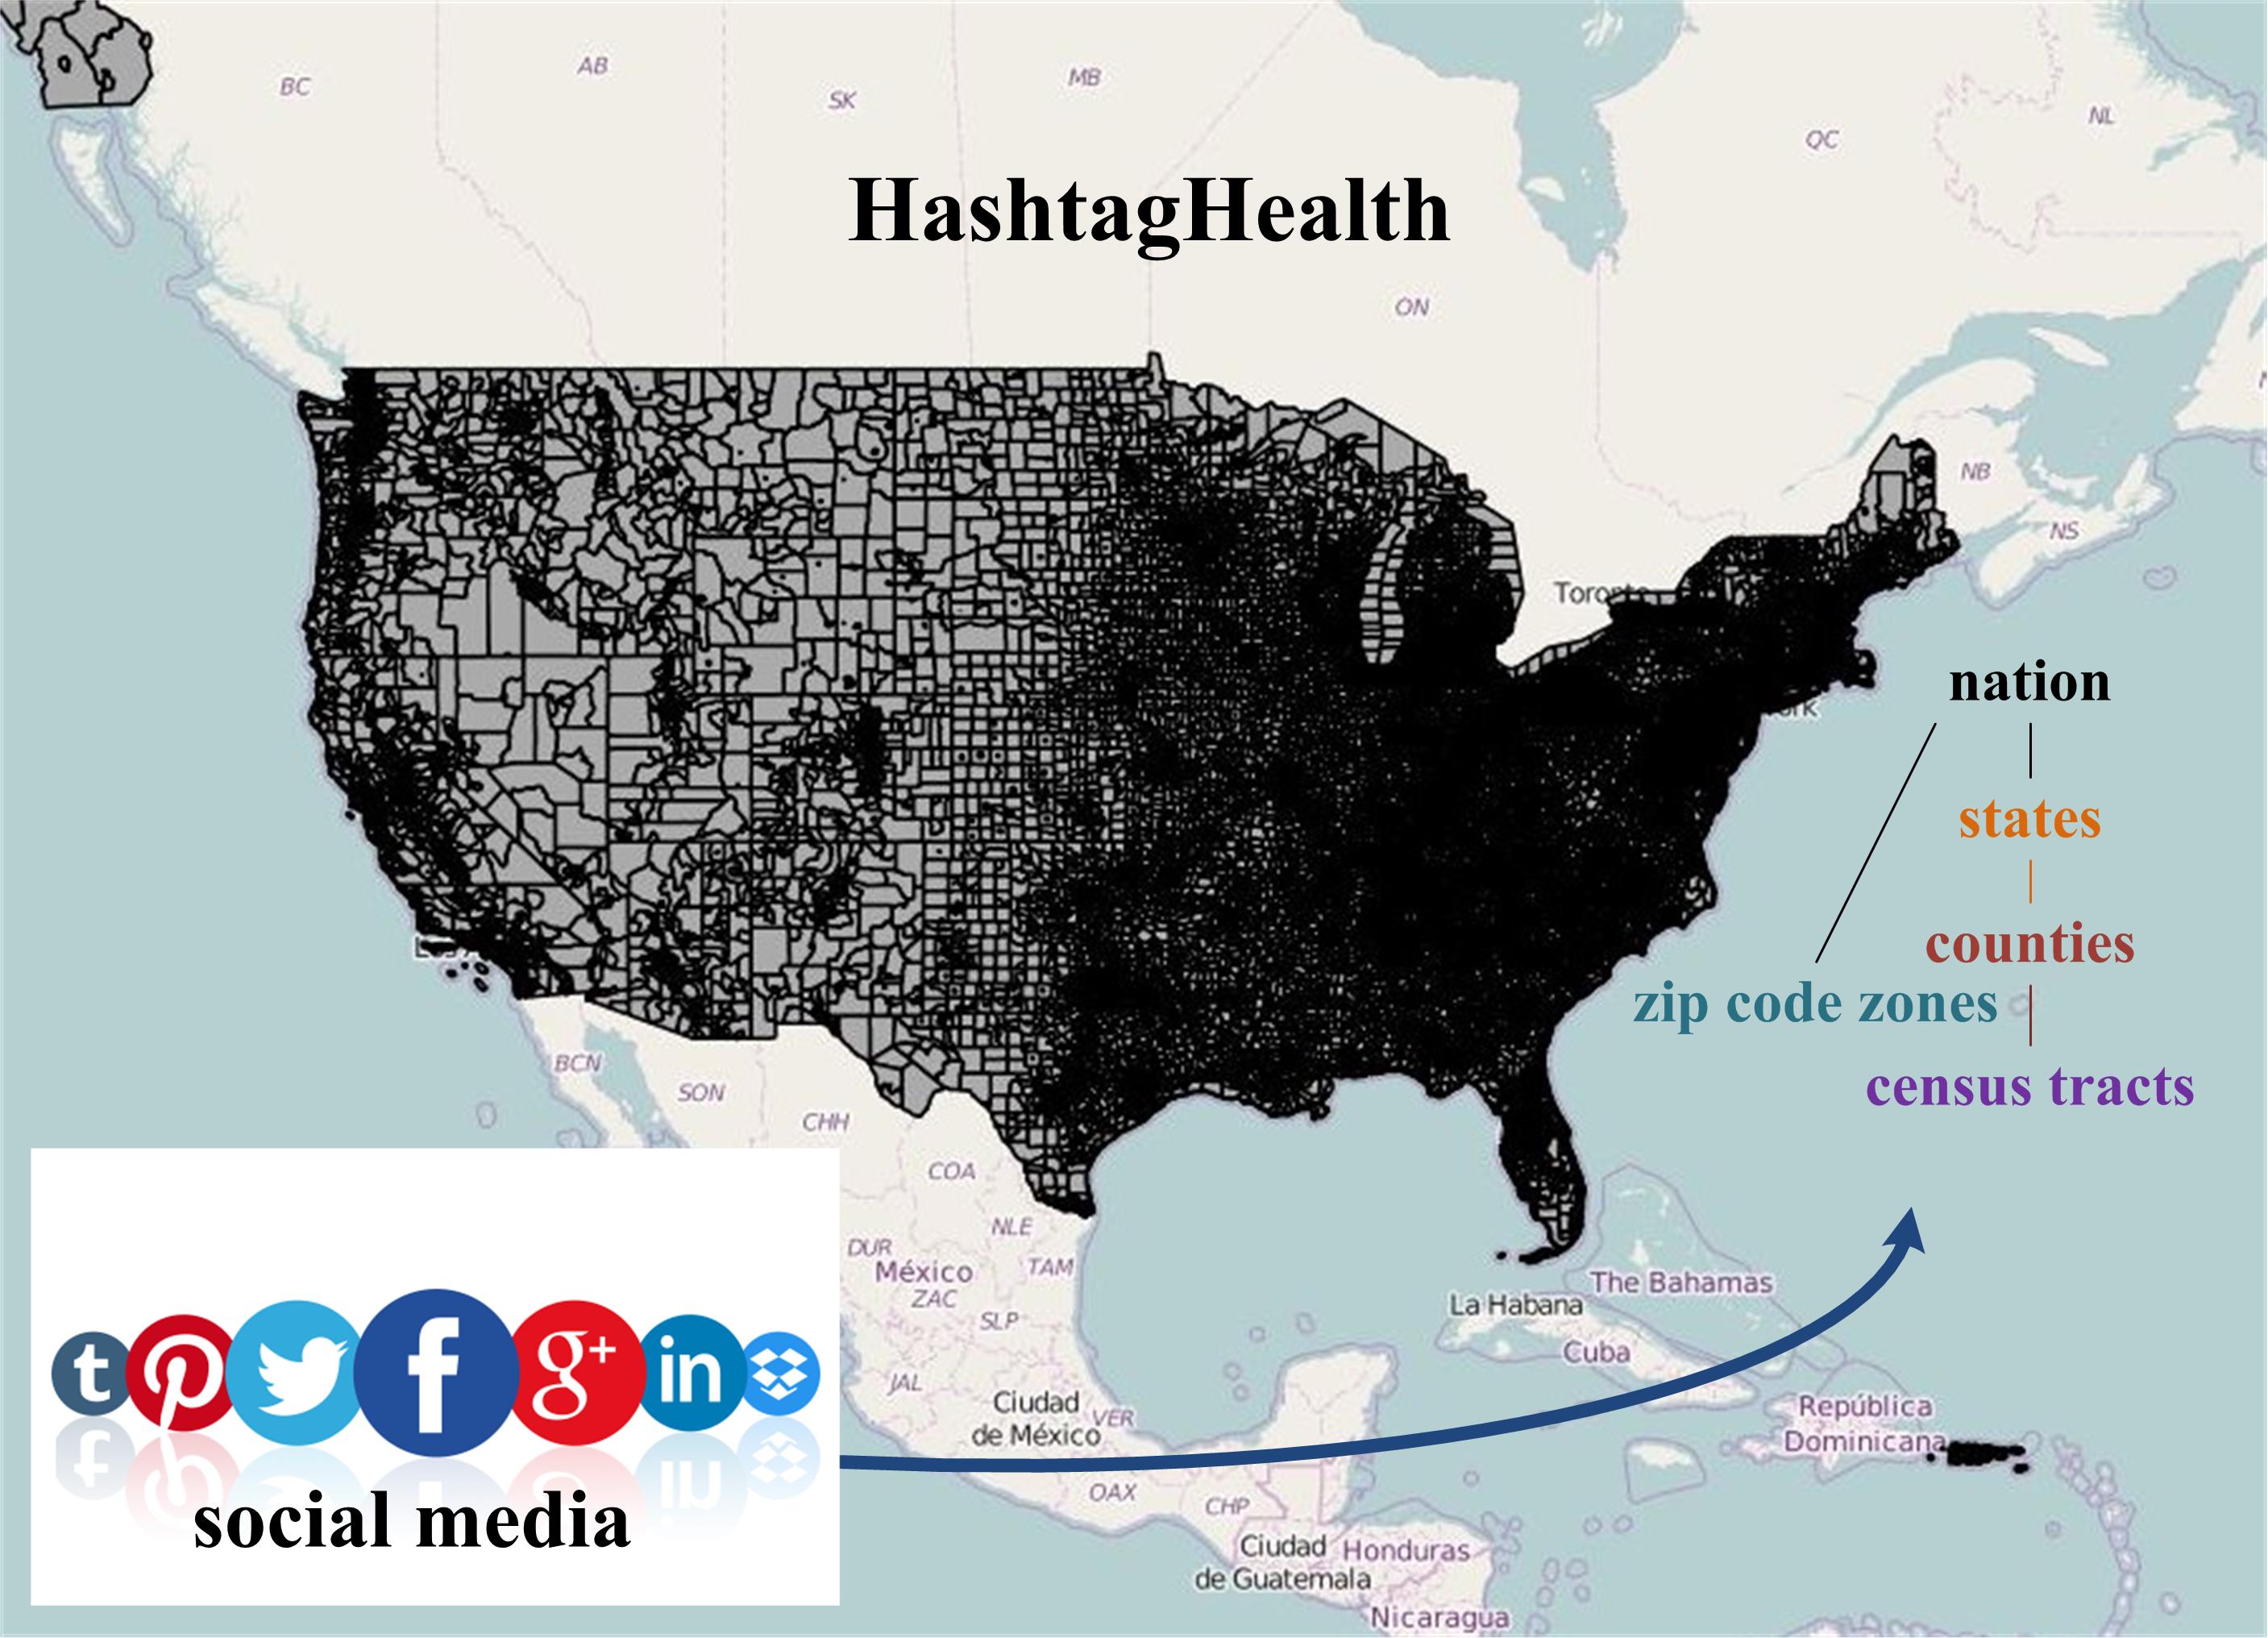 BC
AB
SK
MB
QC
NL
HashtagHealth
ON
NB
NS
Toronto
nation
states
counties
zip code zones
census tracts
BCN
SON
CHH
COA
NLE
DUR
México
TAM
ZAC
SLP
The Bahamas
La Habana
Cuba
JAL
Ciudad
de México
VER
República
Dominicana
OAX
CHP
Ciudad
de Guatemala
Honduras
Nicaragua
t
f
g+
in
social media